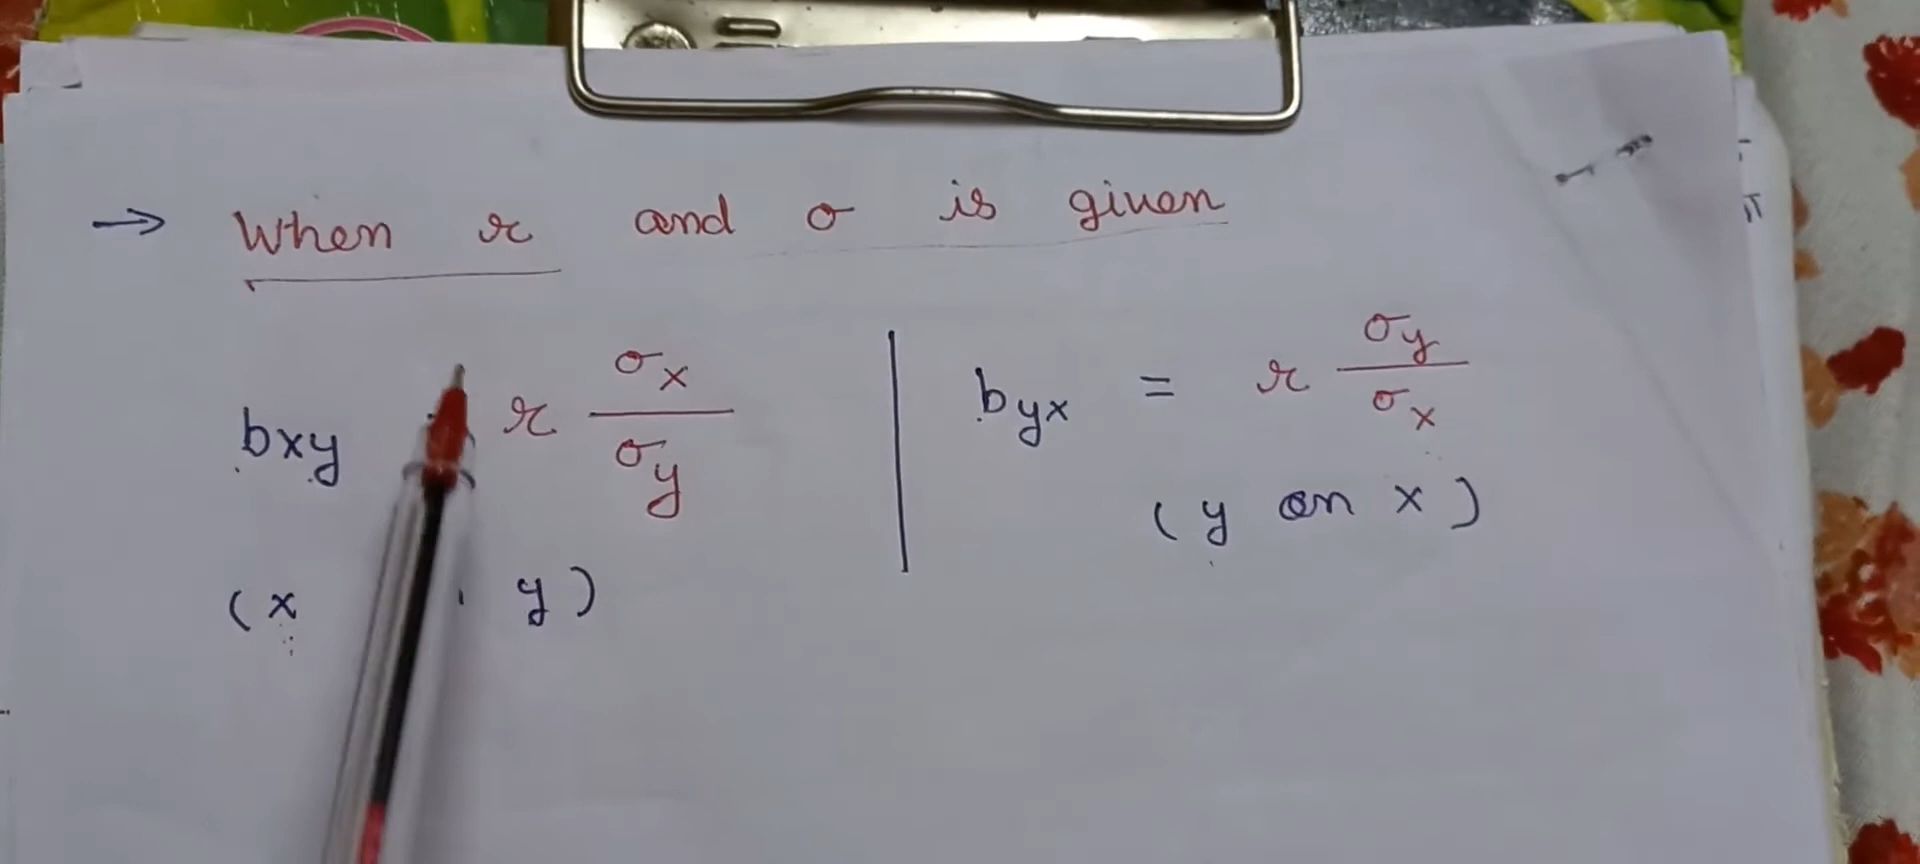 → When r and σ is given
bxy r σx / σy
(x y)
byx = r σy / σx
(y on x)